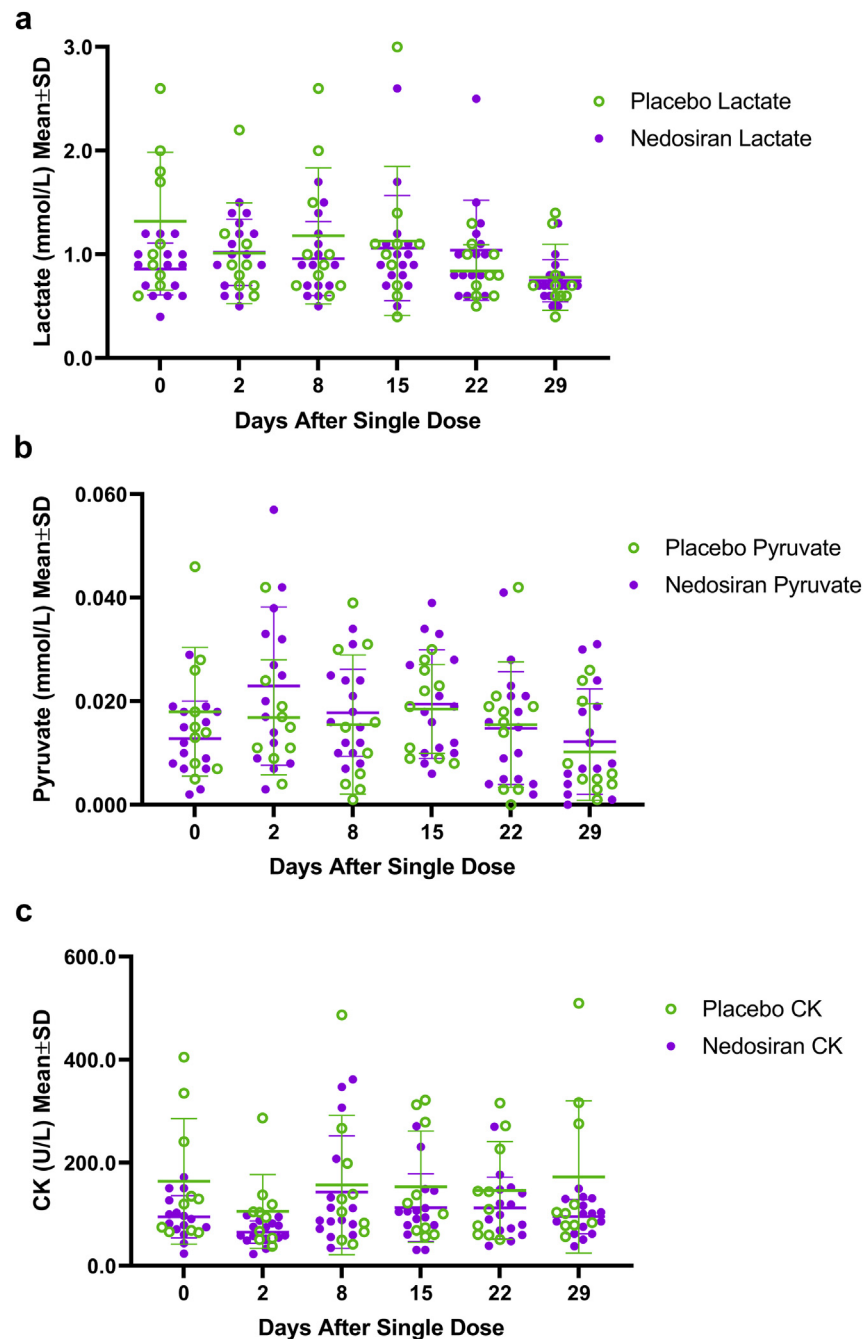 a
Lactate (mmol/L) Mean±SD
3.0
2.0
1.0
0.0
0 2 8 15 22 29
Days After Single Dose
Placebo Lactate
Nedosiran Lactate
b
Pyruvate (mmol/L) Mean±SD
0.060
0.040
0.020
0.000
0 2 8 15 22 29
Days After Single Dose
Placebo Pyruvate
Nedosiran Pyruvate
c
CK (U/L) Mean±SD
600.0
400.0
200.0
0.0
0 2 8 15 22 29
Days After Single Dose
Placebo CK
Nedosiran CK